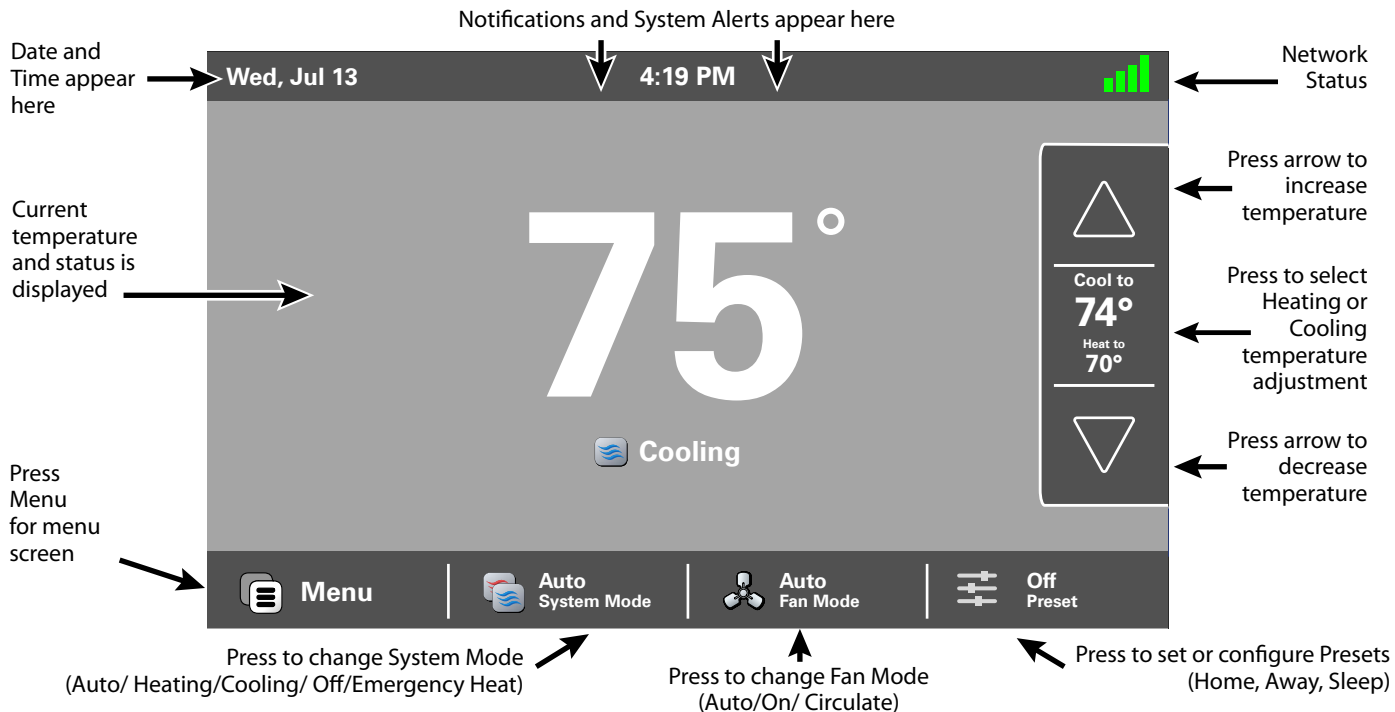 Notifications and System Alerts appear here
Date and
Time appear
here
Wed, Jul 13
4:19 PM
Network
Status
Press arrow to
increase
temperature
Current
temperature
and status is
displayed
75°
Cooling
Cool to
74°
Heat to
70°
Press to select
Heating or
Cooling
temperature
adjustment
Press arrow to
decrease
temperature
Press
Menu
for menu
screen
Menu
Auto
System Mode
Auto
Fan Mode
Off
Preset
Press to change System Mode
(Auto/ Heating/Cooling/ Off/Emergency Heat)
Press to change Fan Mode
(Auto/On/ Circulate)
Press to set or configure Presets
(Home, Away, Sleep)